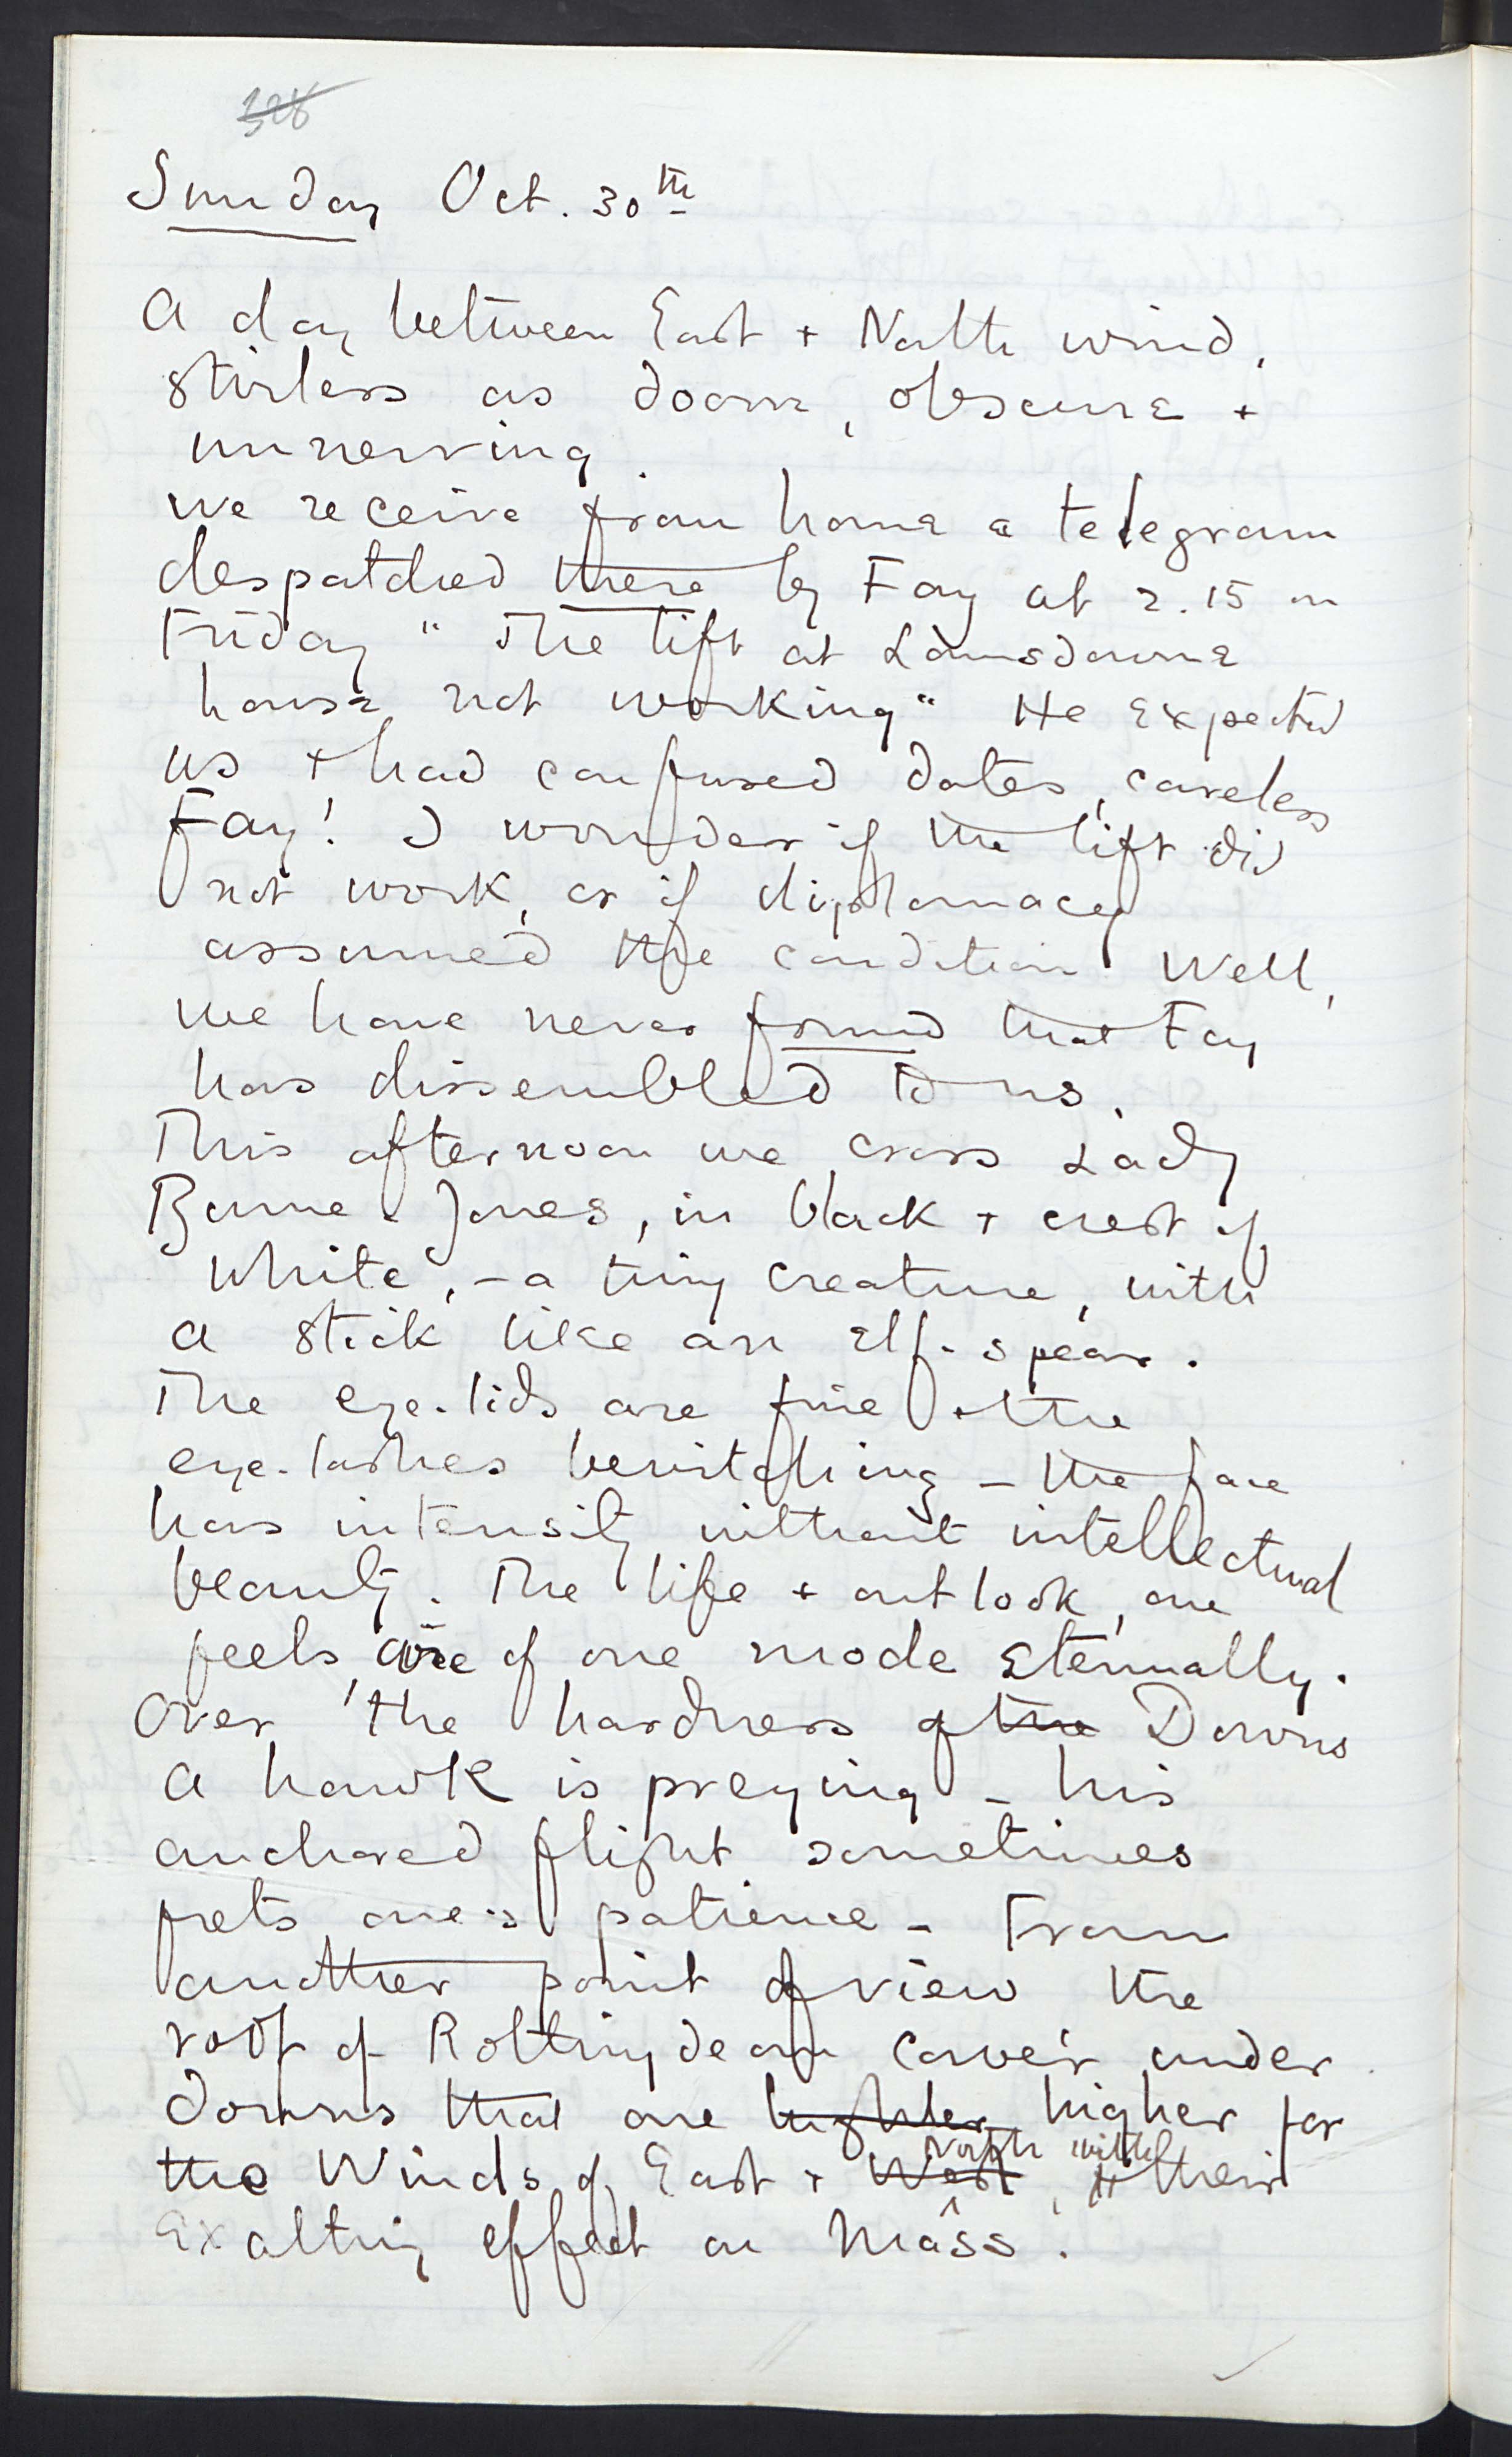 328
Sunday Oct. 30th
A day between East + North wind,
stirless as doom, obscure +
unnerving.
We receive from home a telegram
despatched there by Fay at 2.15 on
Friday "The lift at Lansdowne
house not working" He expected
us + had confused dates, careless
Fay! I wonder if the lift did
not work, or if diplomacy
assumed the condition! Well,
we have never found that Fay
has dissembled to us.
This afternoon we cross Lady
Burne-Jones, in black + crest of
white, - a tiny creature, with
a stick like an elf-spear.
The eye-lids are fine + the
eye-lashes bewitching - the face
has intensity without intellectual
beauty. The life + outlook, one
feels, are of one mode eternally.
Over the hardness of the Downs
a hawk is preying - his
anchored flight sometimes
frets one's patience - From
another point of view the
roof of Rottingdean cowers under
downs that are higher higher for
the Winds of East + West North, with their
exalting effect on Mass.